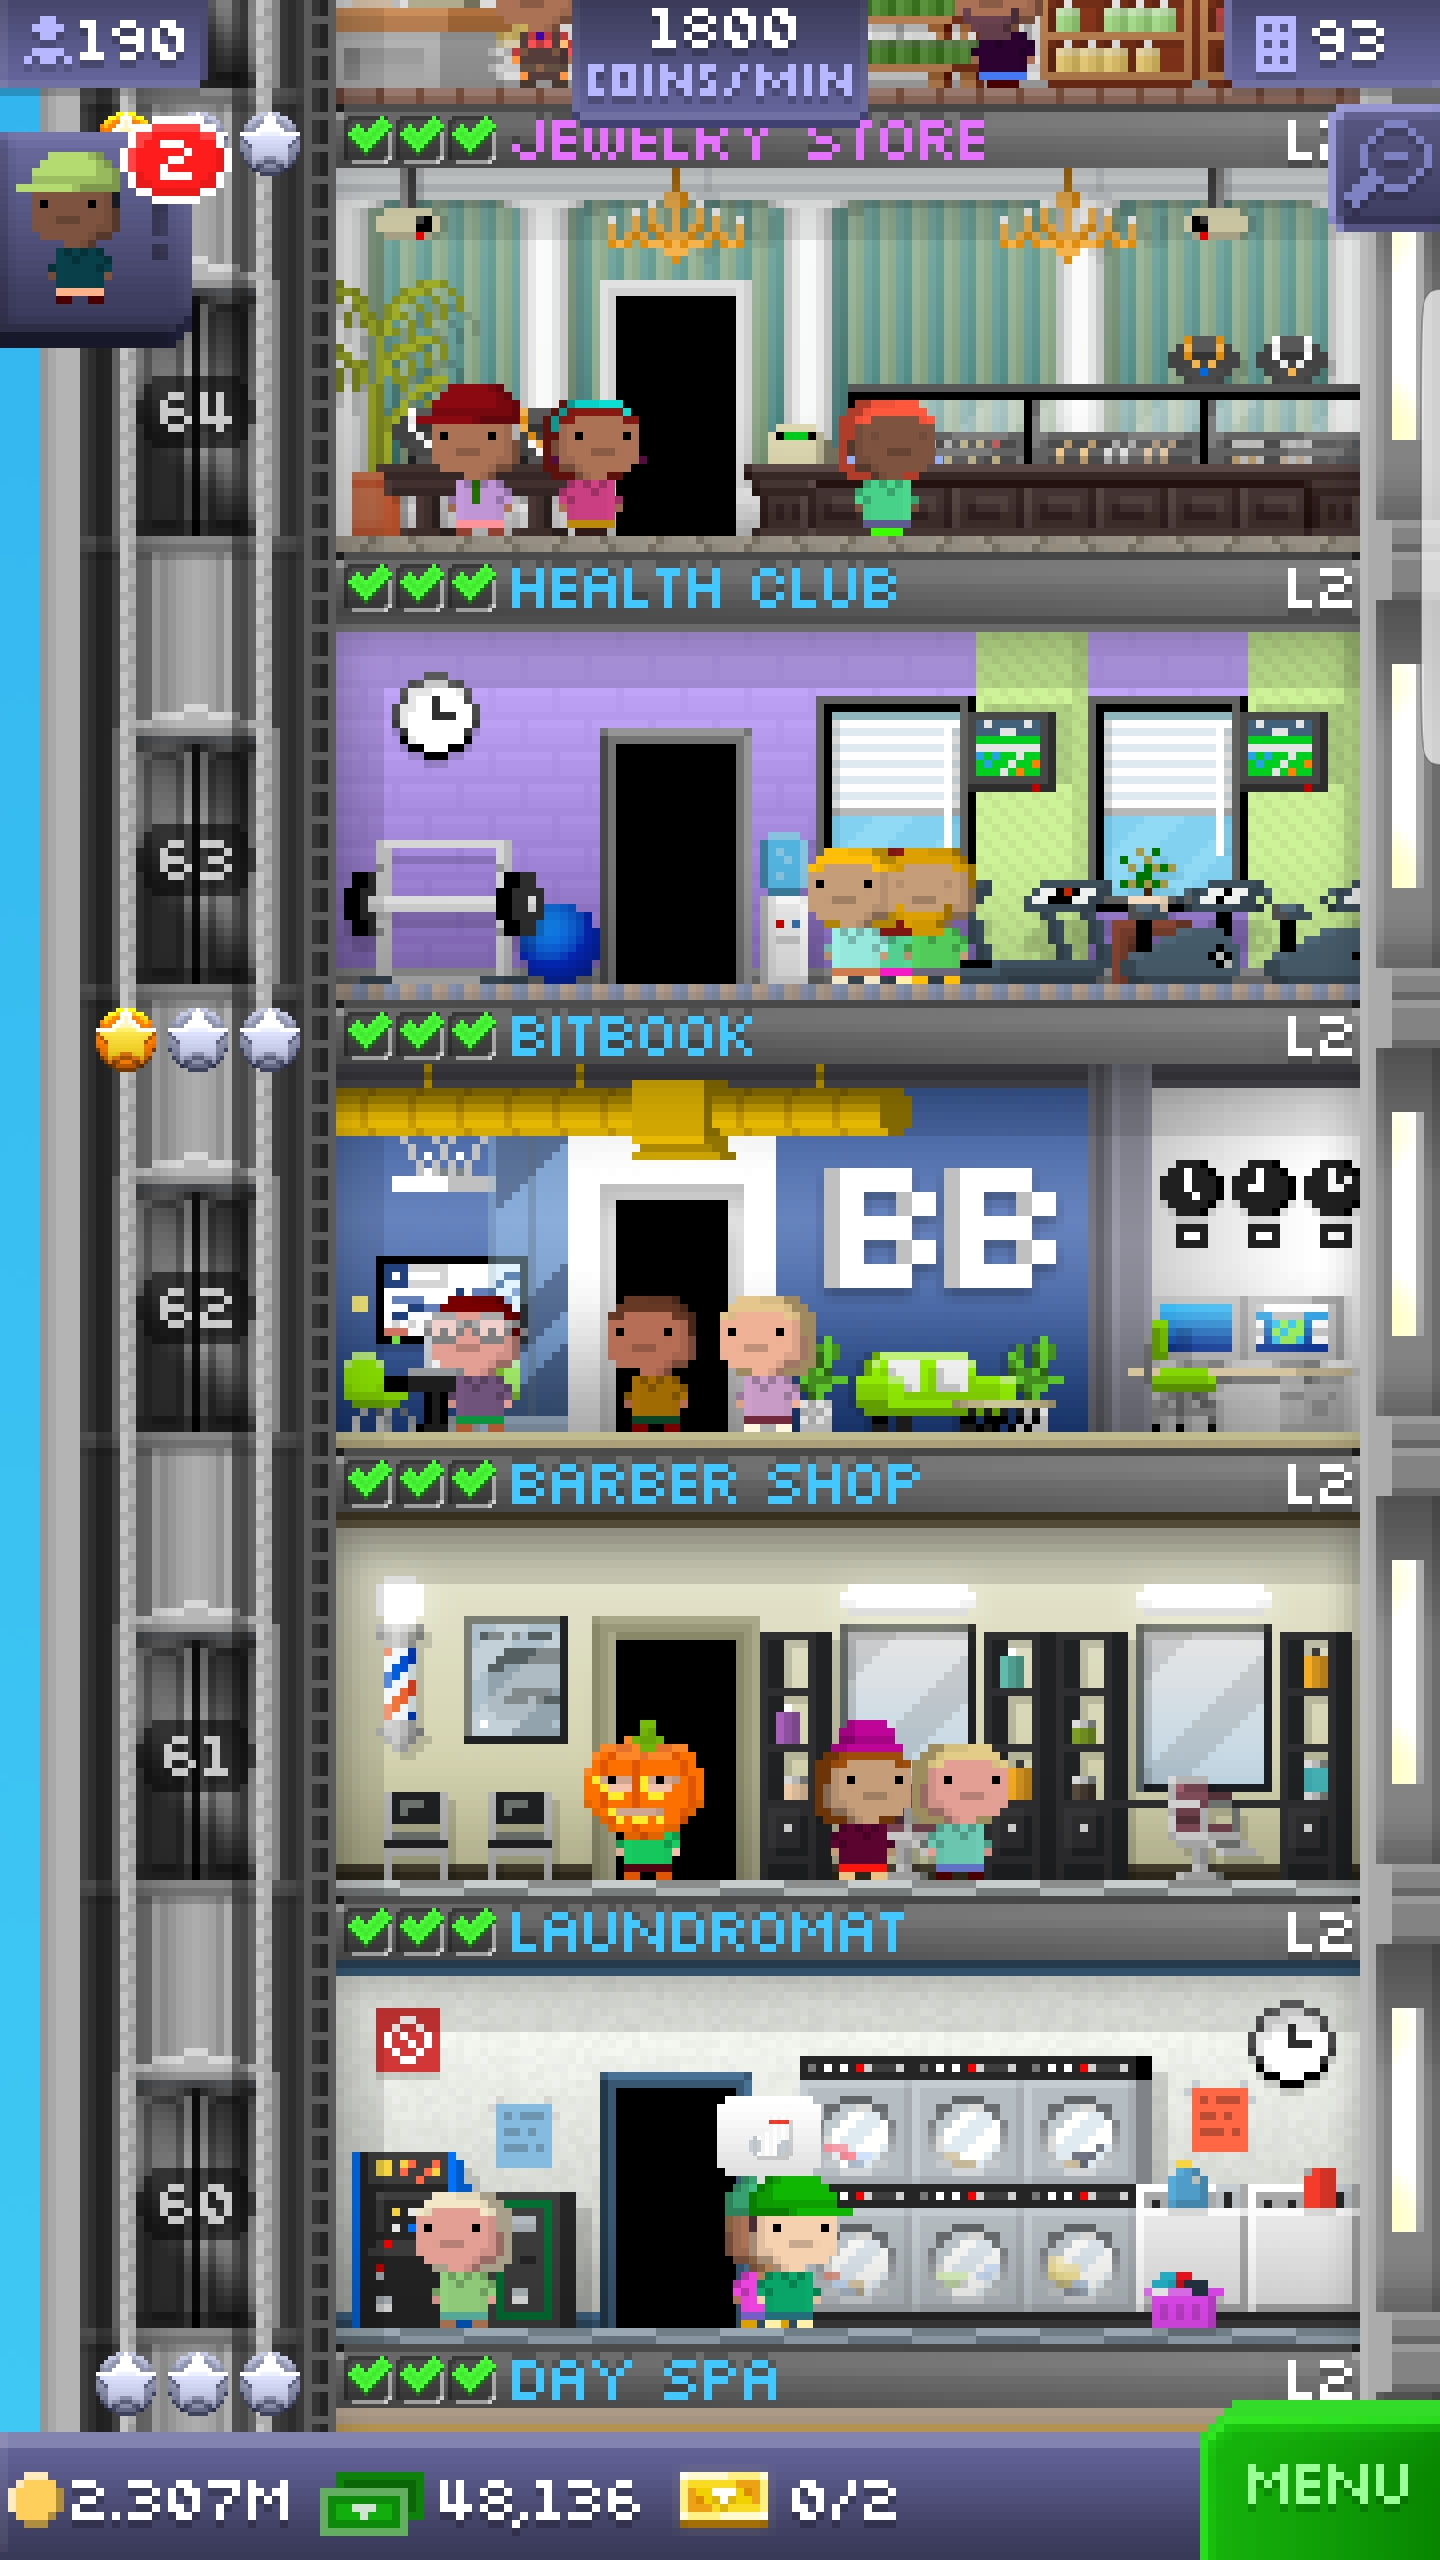 190
1800
COINS/MIN
93
2
JEWELRY STORE
64
HEALTH CLUB L2
63
BITBOOK L2
BB
62
BARBER SHOP L2
61
LAUNDROMAT L2
60
DAY SPA L2
2.307M 48,136 0/2
MENU